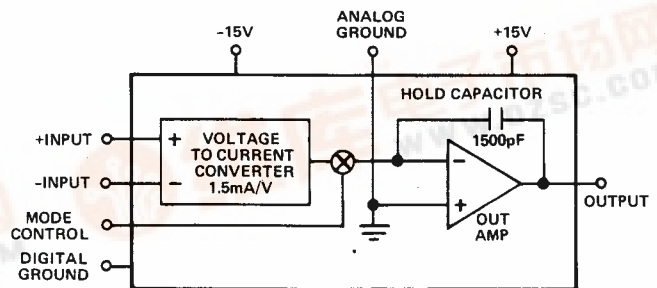 -15V
ANALOG
GROUND
+15V
HOLD CAPACITOR
1500pF
+INPUT
-INPUT
MODE
CONTROL
DIGITAL
GROUND
+
-
VOLTAGE
TO CURRENT
CONVERTER
1.5mA/V
-
+
OUT
AMP
OUTPUT